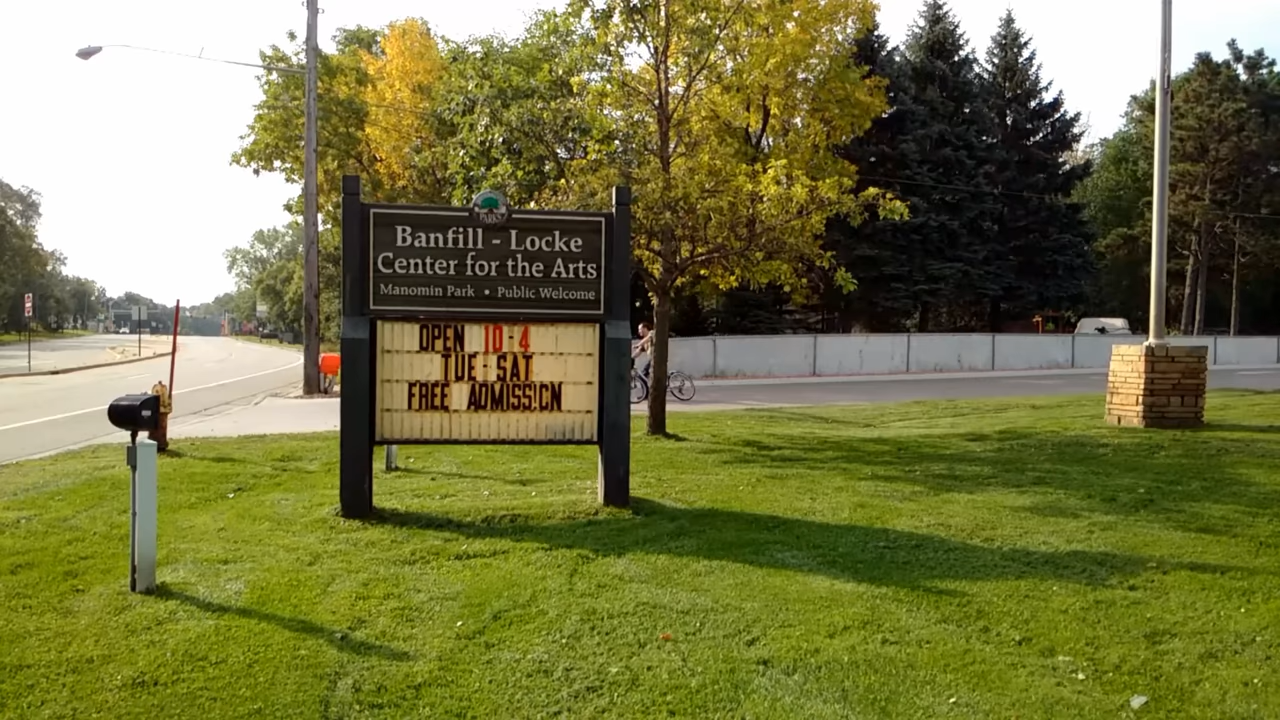 PARKS
Banfill - Locke
Center for the Arts
Manomin Park • Public Welcome
OPEN 10-4
TUE-SAT
FREE ADMISSION